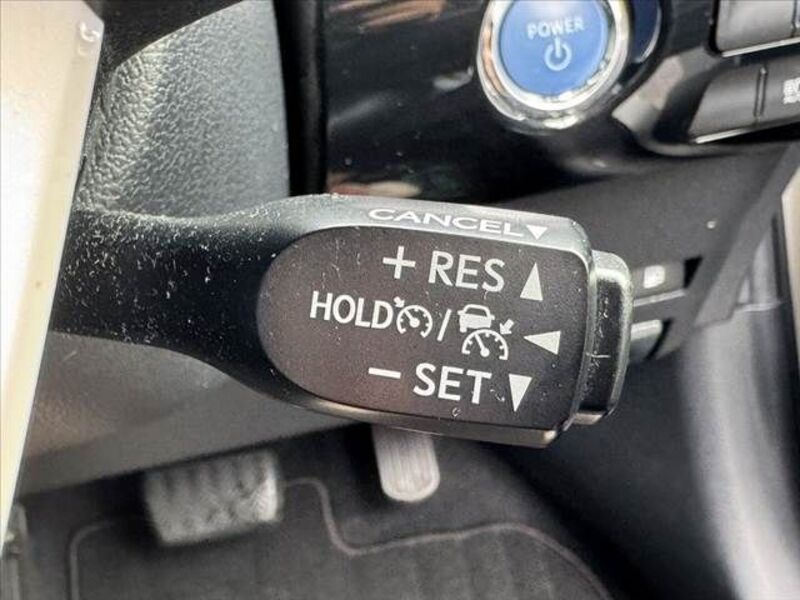 POWER
CANCEL▼
+ RES ▲
HOLD / ◀
− SET ▼